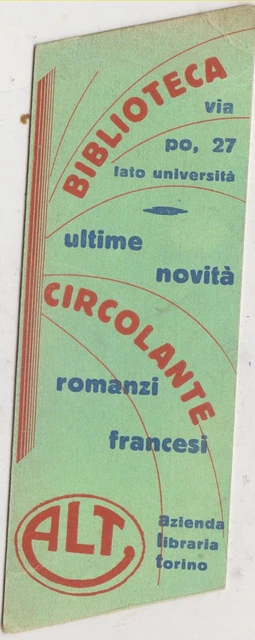 BIBLIOTECA
via
po, 27
lato università
ultime
novità
CIRCOLANTE
romanzi
francesi
ALT
azienda
libraria
torino